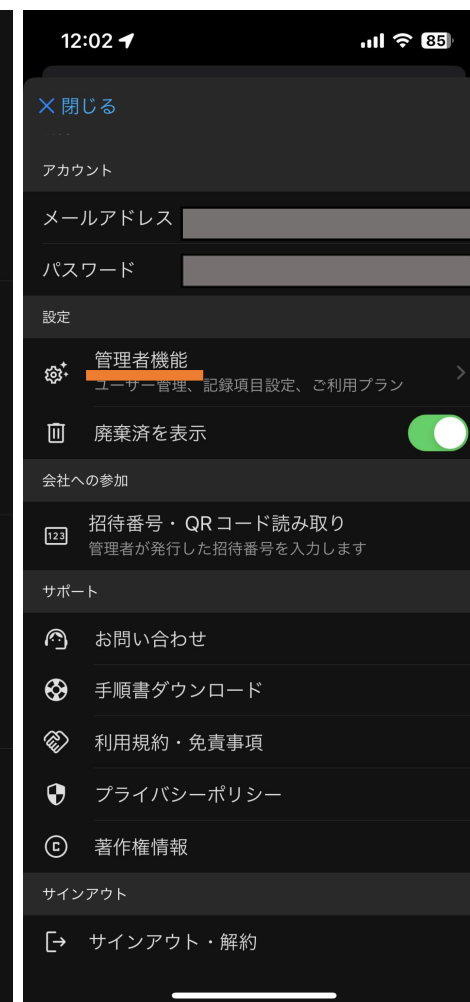 12:02
85
閉じる
アカウント
メールアドレス
パスワード
設定
管理者機能
ユーザー管理、記録項目設定、ご利用プラン
廃棄済を表示
会社への参加
招待番号・QRコード読み取り
123
管理者が発行した招待番号を入力します
サポート
お問い合わせ
手順書ダウンロード
利用規約・免責事項
プライバシーポリシー
C
著作権情報
サインアウト
サインアウト・解約